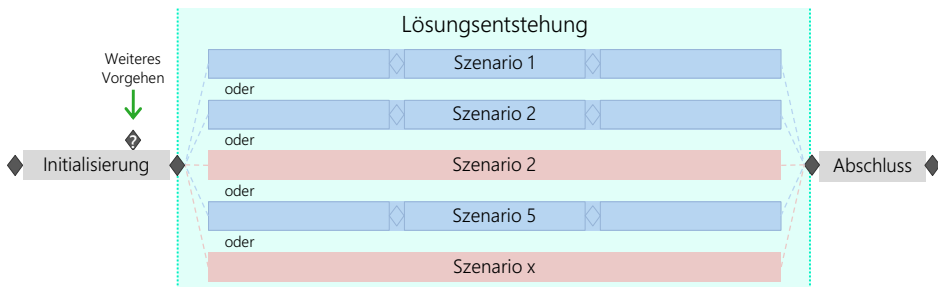 Lösungsentstehung
Weiteres
Vorgehen
Szenario 1
oder
Szenario 2
oder
?
Initialisierung
Szenario 2
Abschluss
oder
Szenario 5
oder
Szenario x